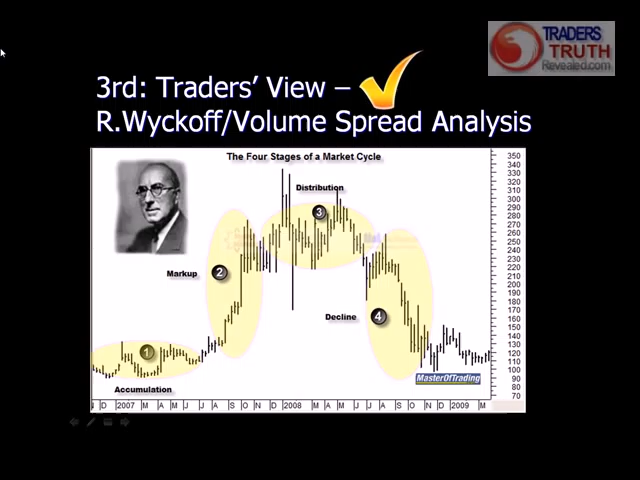 TRADERS
TRUTH
Revealed.com
3rd: Traders' View –
R.Wyckoff/Volume Spread Analysis
The Four Stages of a Market Cycle
Distribution
3
Markup
2
Decline
4
1
Accumulation
MasterOfTrading
350
340
330
320
310
300
290
280
270
260
250
240
230
220
210
200
190
180
170
160
150
140
130
120
110
100
90
80
70
N D 2007 M A M J J A S O N D 2008 M A M J J A S O N D 2009 M